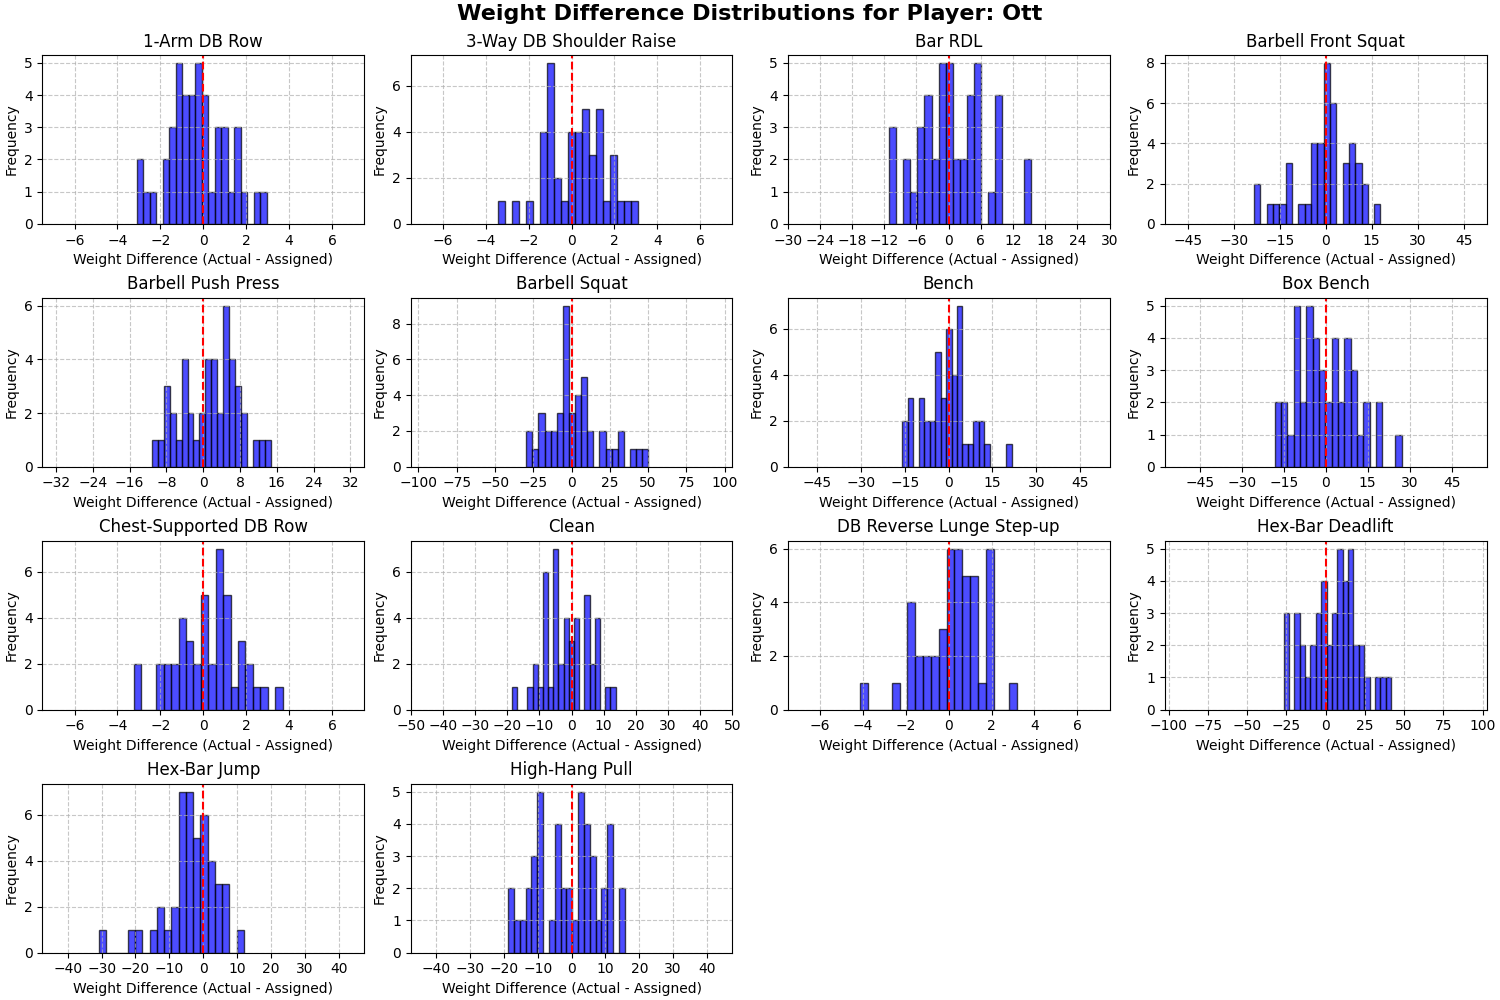 Weight Difference Distributions for Player: Ott
1-Arm DB Row
Frequency
0 1 2 3 4 5
−6 −4 −2 0 2 4 6
Weight Difference (Actual - Assigned)
3-Way DB Shoulder Raise
Frequency
0 2 4 6
−6 −4 −2 0 2 4 6
Weight Difference (Actual - Assigned)
Bar RDL
Frequency
0 1 2 3 4 5
−30 −24 −18 −12 −6 0 6 12 18 24 30
Weight Difference (Actual - Assigned)
Barbell Front Squat
Frequency
0 2 4 6 8
−45 −30 −15 0 15 30 45
Weight Difference (Actual - Assigned)
Barbell Push Press
Frequency
0 2 4 6
−32 −24 −16 −8 0 8 16 24 32
Weight Difference (Actual - Assigned)
Barbell Squat
Frequency
0 2 4 6 8
−100 −75 −50 −25 0 25 50 75 100
Weight Difference (Actual - Assigned)
Bench
Frequency
0 2 4 6
−45 −30 −15 0 15 30 45
Weight Difference (Actual - Assigned)
Box Bench
Frequency
0 1 2 3 4 5
−45 −30 −15 0 15 30 45
Weight Difference (Actual - Assigned)
Chest-Supported DB Row
Frequency
0 2 4 6
−6 −4 −2 0 2 4 6
Weight Difference (Actual - Assigned)
Clean
Frequency
0 2 4 6
−50 −40 −30 −20 −10 0 10 20 30 40 50
Weight Difference (Actual - Assigned)
DB Reverse Lunge Step-up
Frequency
0 2 4 6
−6 −4 −2 0 2 4 6
Weight Difference (Actual - Assigned)
Hex-Bar Deadlift
Frequency
0 1 2 3 4 5
−100 −75 −50 −25 0 25 50 75 100
Weight Difference (Actual - Assigned)
Hex-Bar Jump
Frequency
0 2 4 6
−40 −30 −20 −10 0 10 20 30 40
Weight Difference (Actual - Assigned)
High-Hang Pull
Frequency
0 1 2 3 4 5
−40 −30 −20 −10 0 10 20 30 40
Weight Difference (Actual - Assigned)